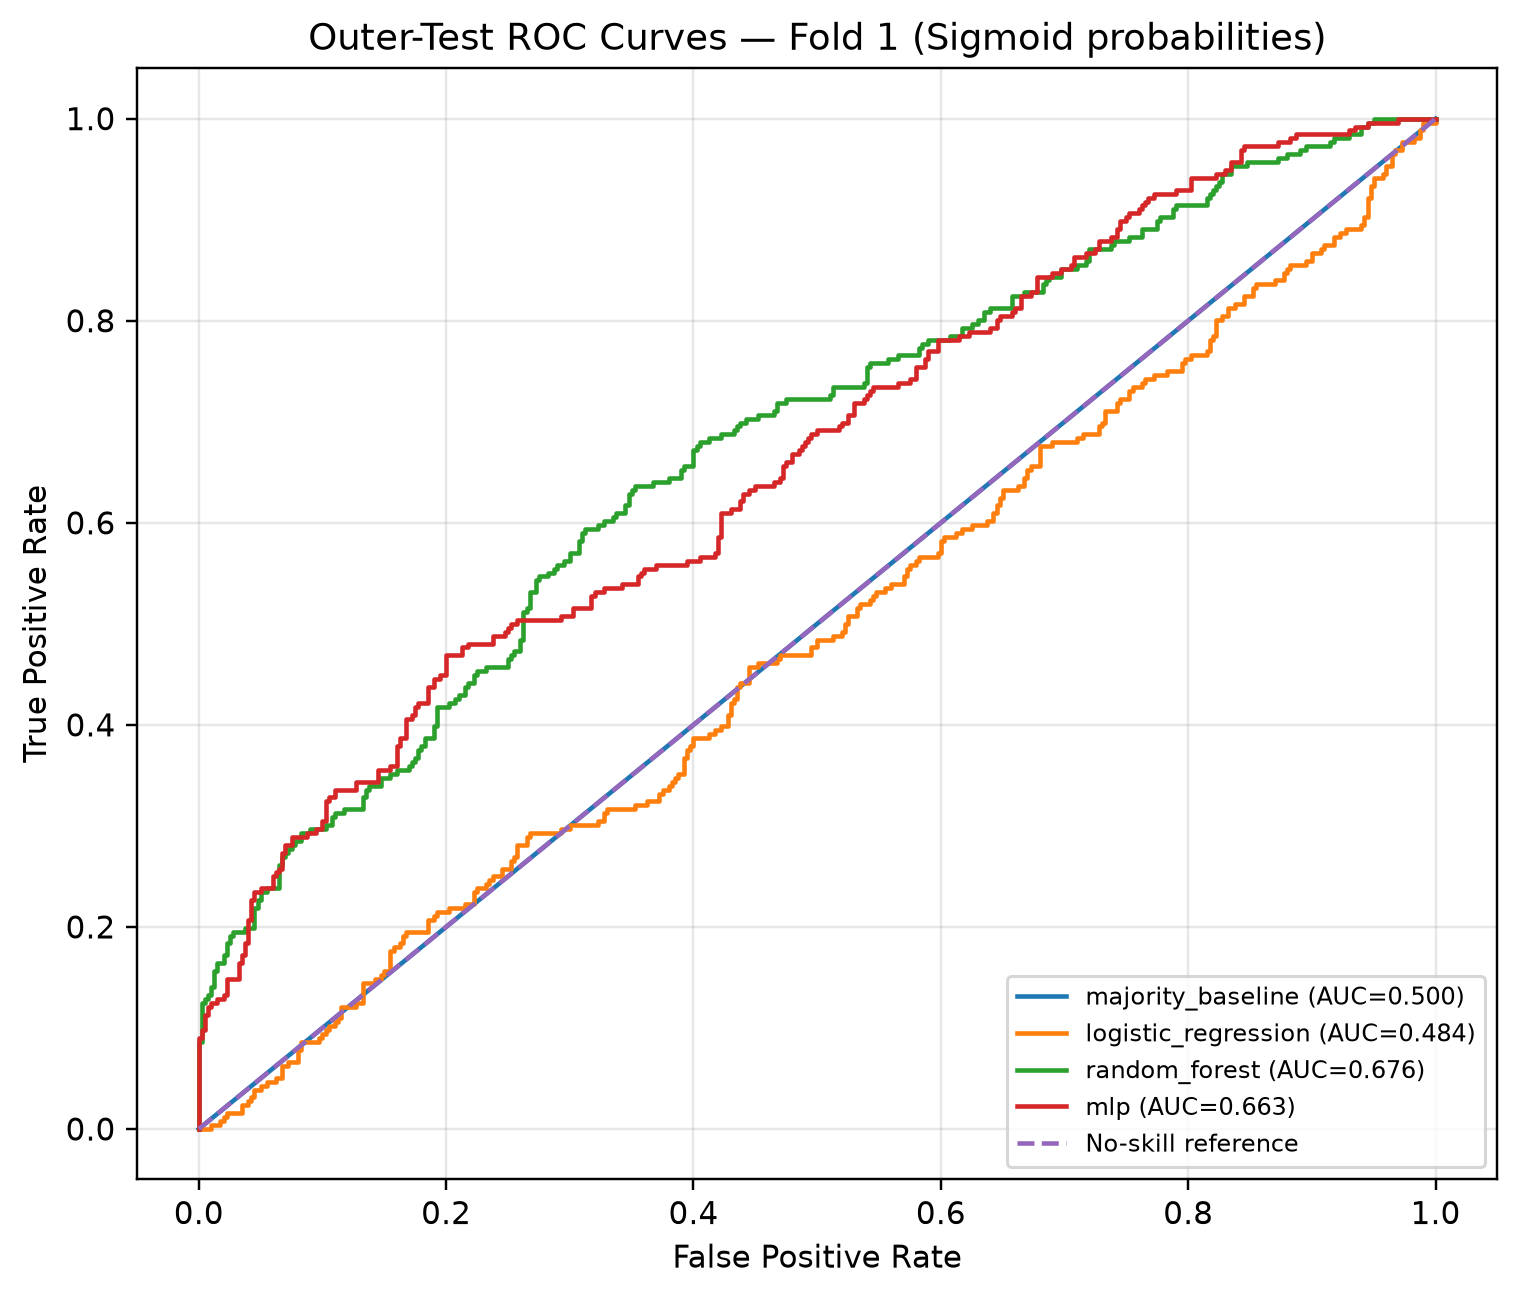 Outer-Test ROC Curves — Fold 1 (Sigmoid probabilities)
True Positive Rate
1.0
0.8
0.6
0.4
0.2
0.0
majority_baseline (AUC=0.500)
logistic_regression (AUC=0.484)
random_forest (AUC=0.676)
mlp (AUC=0.663)
No-skill reference
0.0 0.2 0.4 0.6 0.8 1.0
False Positive Rate